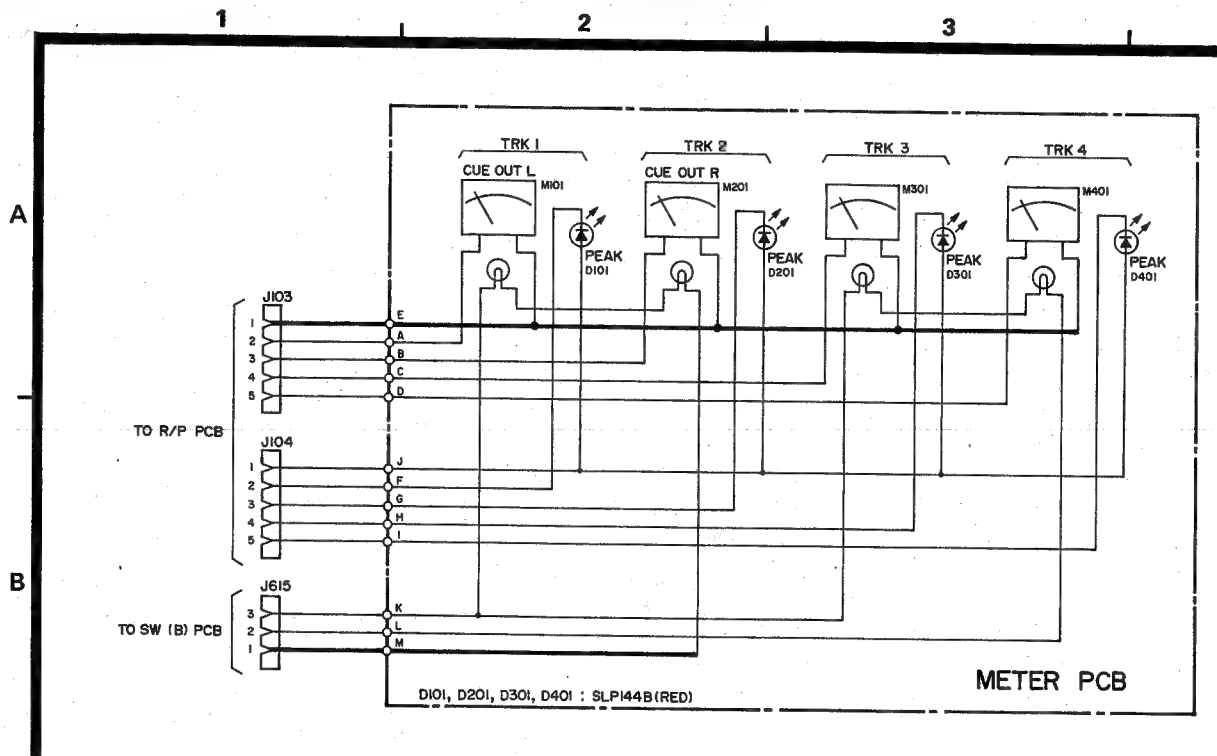 1 2 3
TRK 1 TRK 2 TRK 3 TRK 4
CUE OUT L CUE OUT R
M101 M201 M301 M401
A
PEAK PEAK PEAK PEAK
D101 D201 D301 D401
J103
1 E
2 A
3 B
4 C
5 D
TO R/P PCB
J104
1 J
2 F
3 G
4 H
5 I
B
J615
3 K
TO SW (B) PCB 2 L
1 M
METER PCB
D101, D201, D301, D401 : SLP144B(RED)